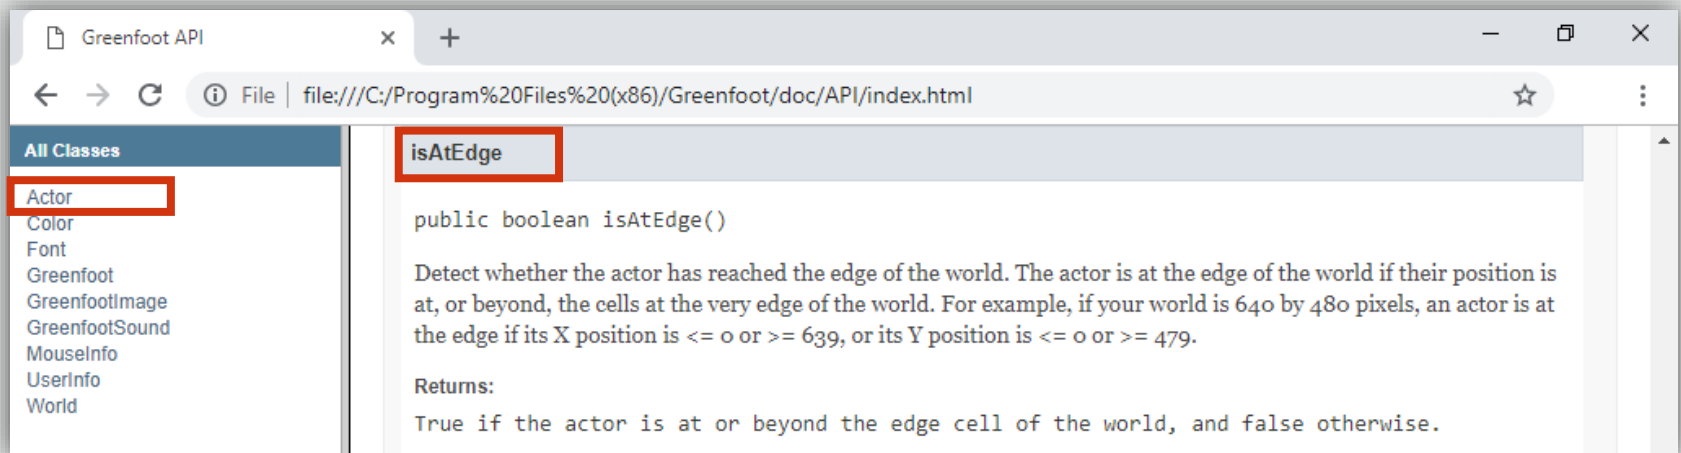 Greenfoot API
File file:///C:/Program%20Files%20(x86)/Greenfoot/doc/API/index.html
All Classes
Actor
Color
Font
Greenfoot
GreenfootImage
GreenfootSound
MouseInfo
UserInfo
World
isAtEdge
public boolean isAtEdge()
Detect whether the actor has reached the edge of the world. The actor is at the edge of the world if their position is
at, or beyond, the cells at the very edge of the world. For example, if your world is 640 by 480 pixels, an actor is at
the edge if its X position is <= 0 or >= 639, or its Y position is <= 0 or >= 479.
Returns:
True if the actor is at or beyond the edge cell of the world, and false otherwise.